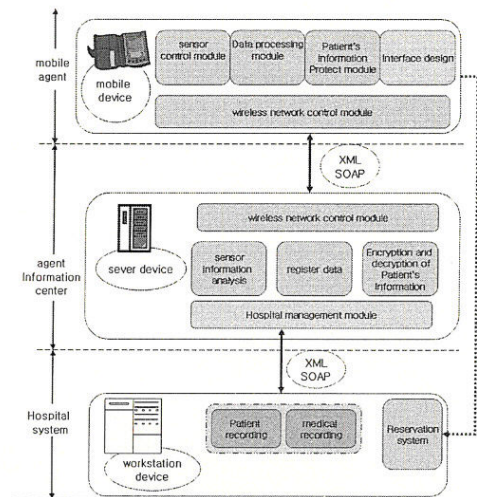 mobile
agent
mobile
device
sensor
control module
Data processing
module
Patient's
Information
Protect module
Interface design
wireless network control module
XML
SOAP
agent
Information
center
sever device
wireless network control module
sensor
Information
analysis
register data
Encryption and
decryption of
Patient's
Information
Hospital management module
XML
SOAP
Hospital
system
workstation
device
Patient
recording
medical
recording
Reservation
system